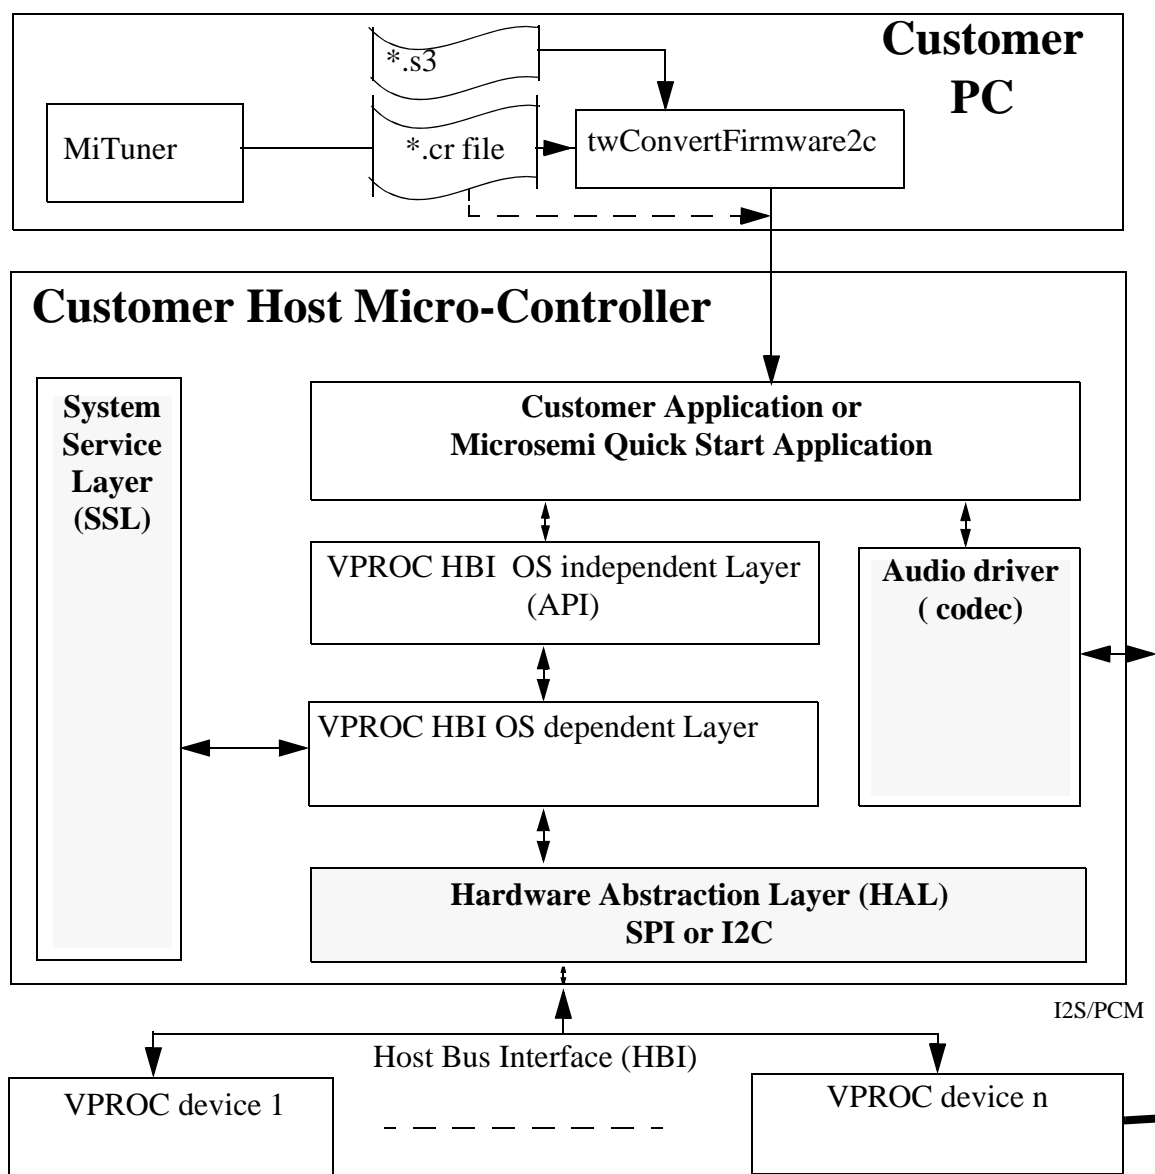 Customer
PC
*.s3
MiTuner
*.cr file
twConvertFirmware2c
Customer Host Micro-Controller
System
Service
Layer
(SSL)
Customer Application or
Microsemi Quick Start Application
VPROC HBI  OS independent Layer
(API)
Audio driver
( codec)
VPROC HBI OS dependent Layer
Hardware Abstraction Layer (HAL)
SPI or I2C
I2S/PCM
Host Bus Interface (HBI)
VPROC device 1
VPROC device n